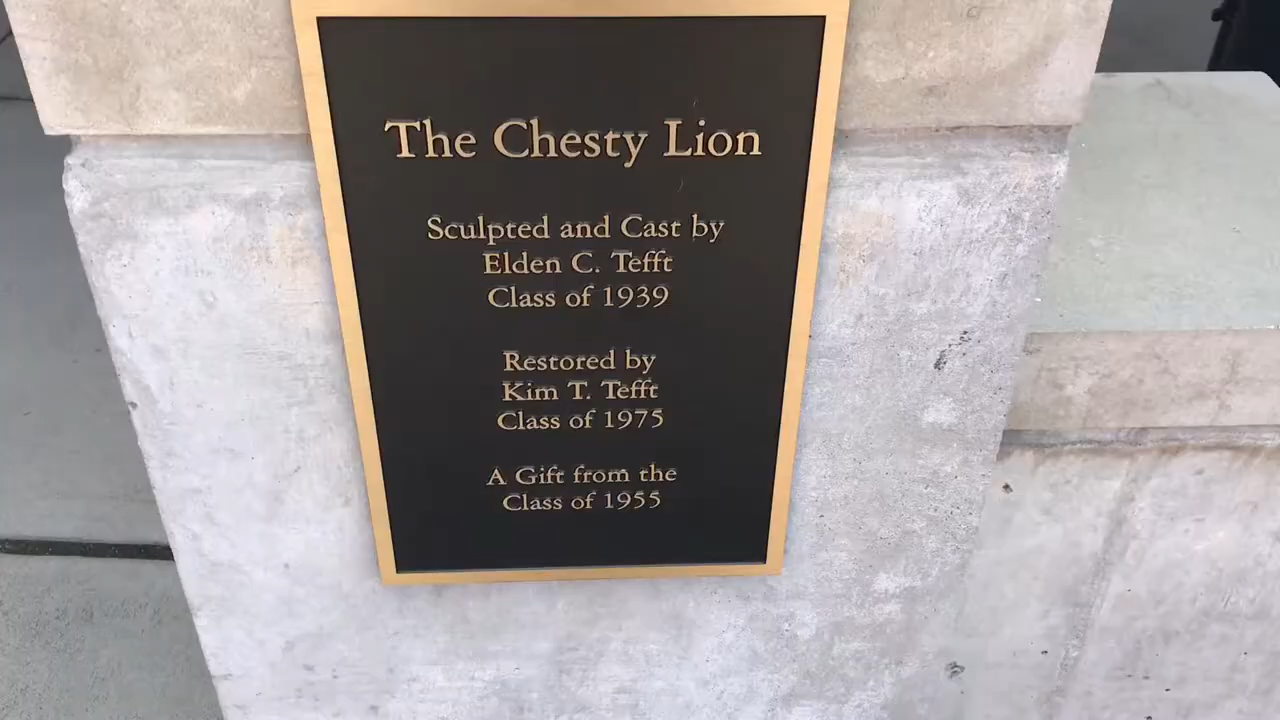 The Chesty Lion
Sculpted and Cast by
Elden C. Tefft
Class of 1939
Restored by
Kim T. Tefft
Class of 1975
A Gift from the
Class of 1955